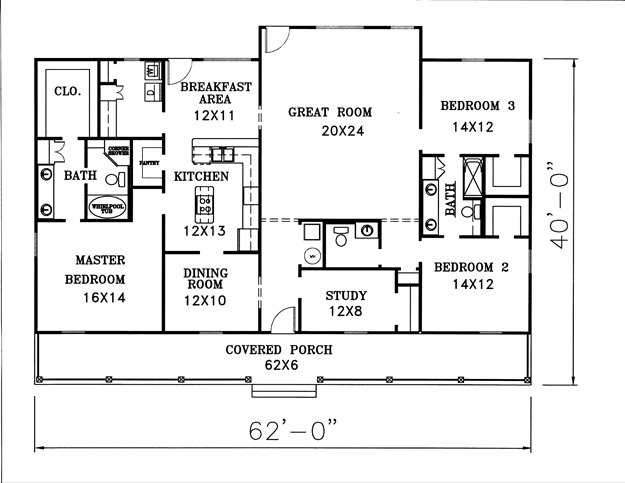 CLO.
W
D
BREAKFAST
AREA
12X11
GREAT ROOM
20X24
BEDROOM 3
14X12
BATH
CORNER
SHOWER
PANTRY
KITCHEN
12X13
WHIRLPOOL
TUB
BATH
MASTER
BEDROOM
16X14
DINING
ROOM
12X10
STUDY
12X8
BEDROOM 2
14X12
COVERED PORCH
62X6
40'-0"
62'-0"